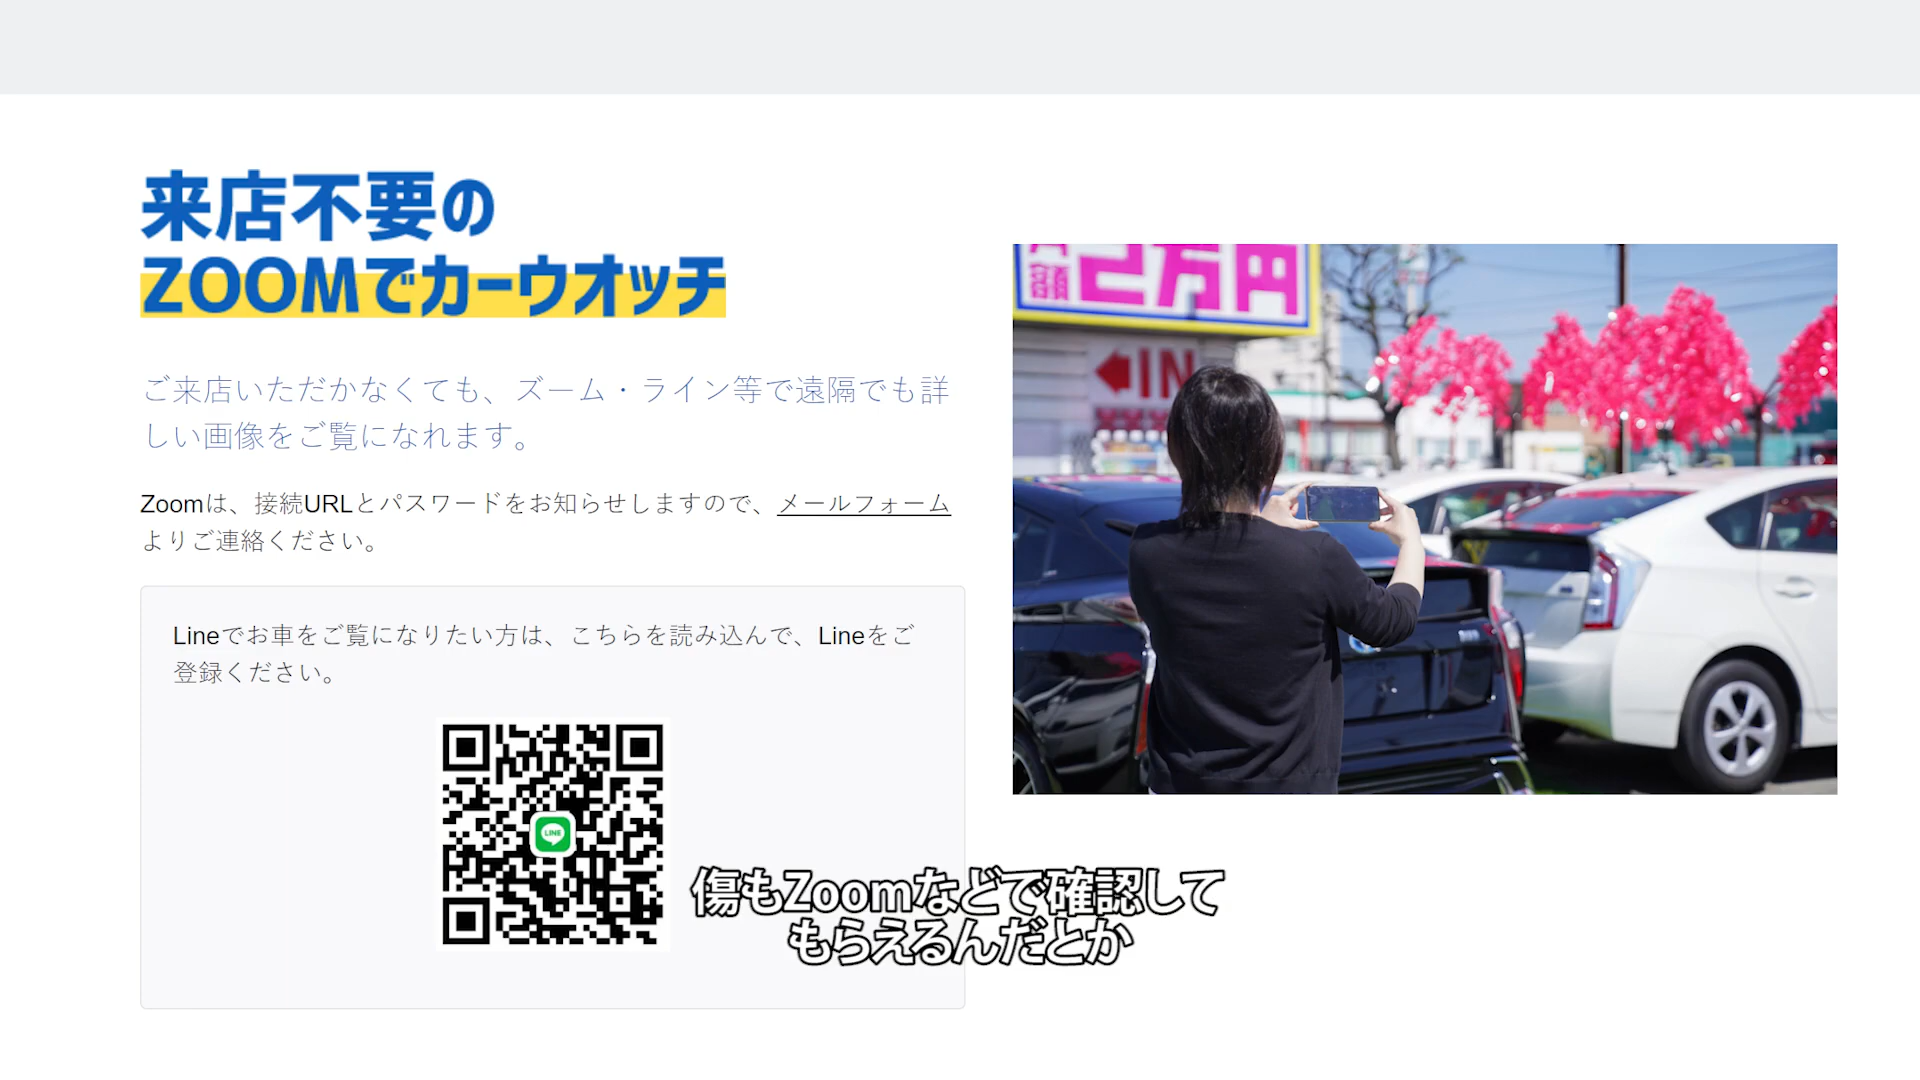 来店不要の
ZOOMでカーウオッチ
ご来店いただかなくても、ズーム・ライン等で遠隔でも詳
しい画像をご覧になれます。
Zoomは、接続URLとパスワードをお知らせしますので、メールフォーム
よりご連絡ください。
Lineでお車をご覧になりたい方は、こちらを読み込んで、Lineをご
登録ください。
LINE
2万円
IN
傷もZoomなどで確認して
もらえるんだとか